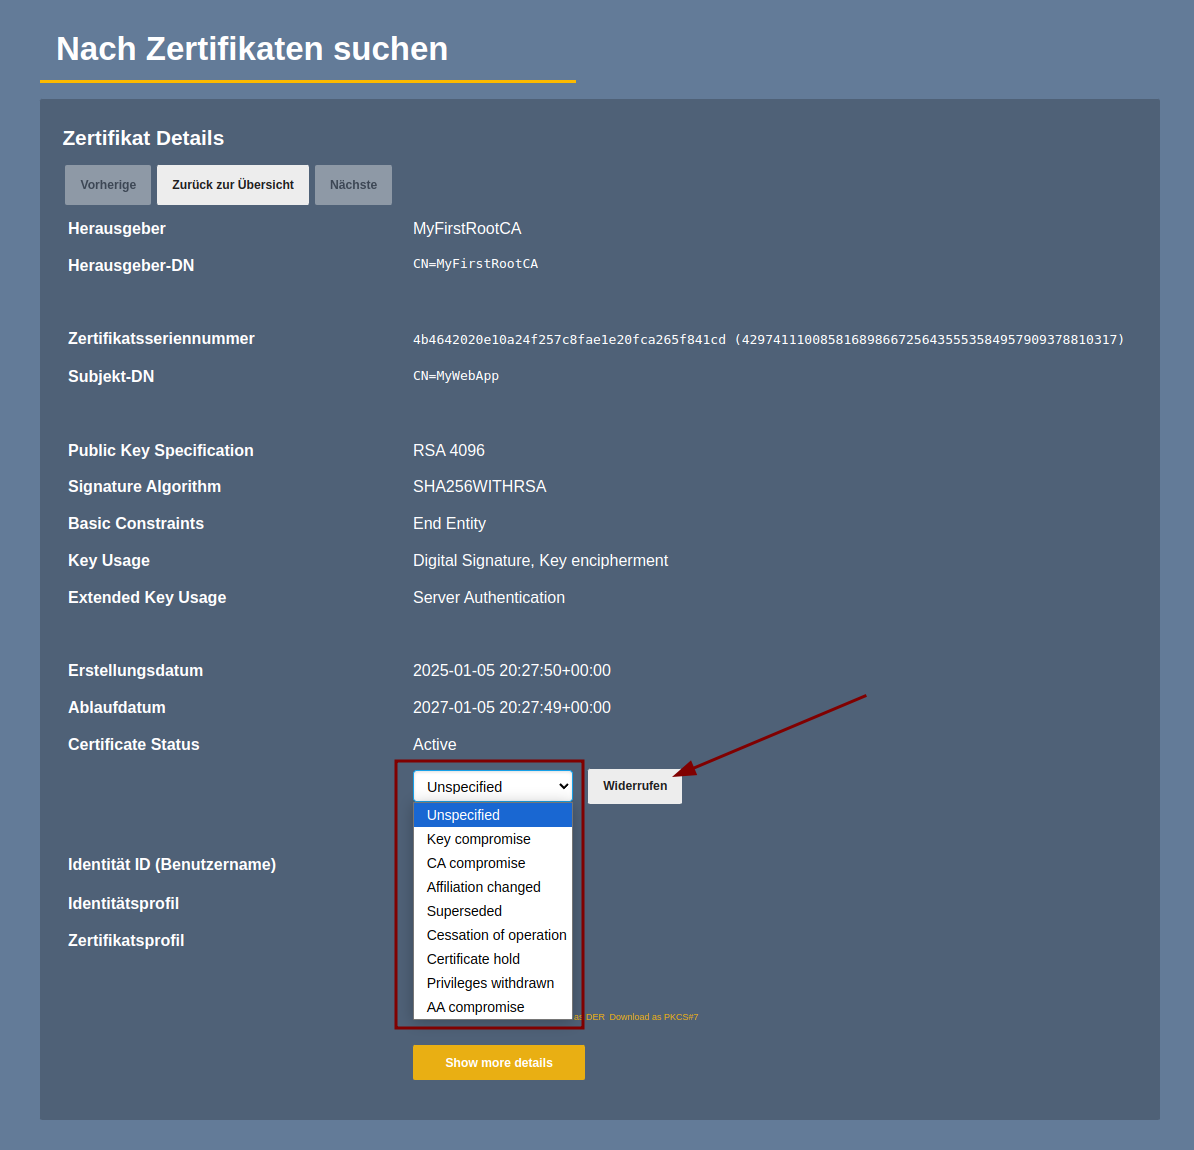 Nach Zertifikaten suchen
Zertifikat Details
Vorherige Zurück zur Übersicht Nächste
Herausgeber MyFirstRootCA
Herausgeber-DN CN=MyFirstRootCA
Zertifikatsseriennummer 4b4642020e10a24f257c8fae1e20fca265f841cd (429741110085816898667256435553584957909378810317)
Subjekt-DN CN=MyWebApp
Public Key Specification RSA 4096
Signature Algorithm SHA256WITHRSA
Basic Constraints End Entity
Key Usage Digital Signature, Key encipherment
Extended Key Usage Server Authentication
Erstellungsdatum 2025-01-05 20:27:50+00:00
Ablaufdatum 2027-01-05 20:27:49+00:00
Certificate Status Active
Unspecified Widerrufen
Unspecified
Key compromise
CA compromise
Identität ID (Benutzername)
Affiliation changed
Identitätsprofil
Superseded
Cessation of operation
Zertifikatsprofil
Certificate hold
Privileges withdrawn
AA compromise
as DER Download as PKCS#7
Show more details